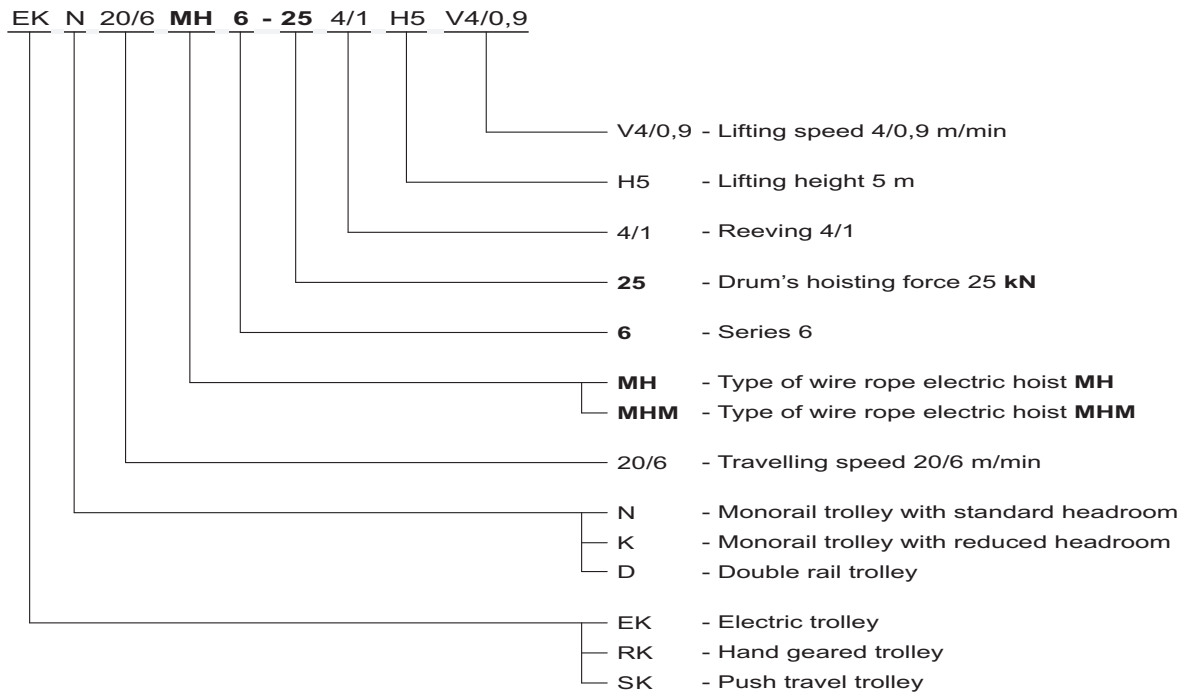 EK N 20/6 MH 6 - 25 4/1 H5 V4/0,9
V4/0,9 - Lifting speed 4/0,9 m/min
H5 - Lifting height 5 m
4/1 - Reeving 4/1
25 - Drum’s hoisting force 25 kN
6 - Series 6
MH - Type of wire rope electric hoist MH
MHM - Type of wire rope electric hoist MHM
20/6 - Travelling speed 20/6 m/min
N - Monorail trolley with standard headroom
K - Monorail trolley with reduced headroom
D - Double rail trolley
EK - Electric trolley
RK - Hand geared trolley
SK - Push travel trolley